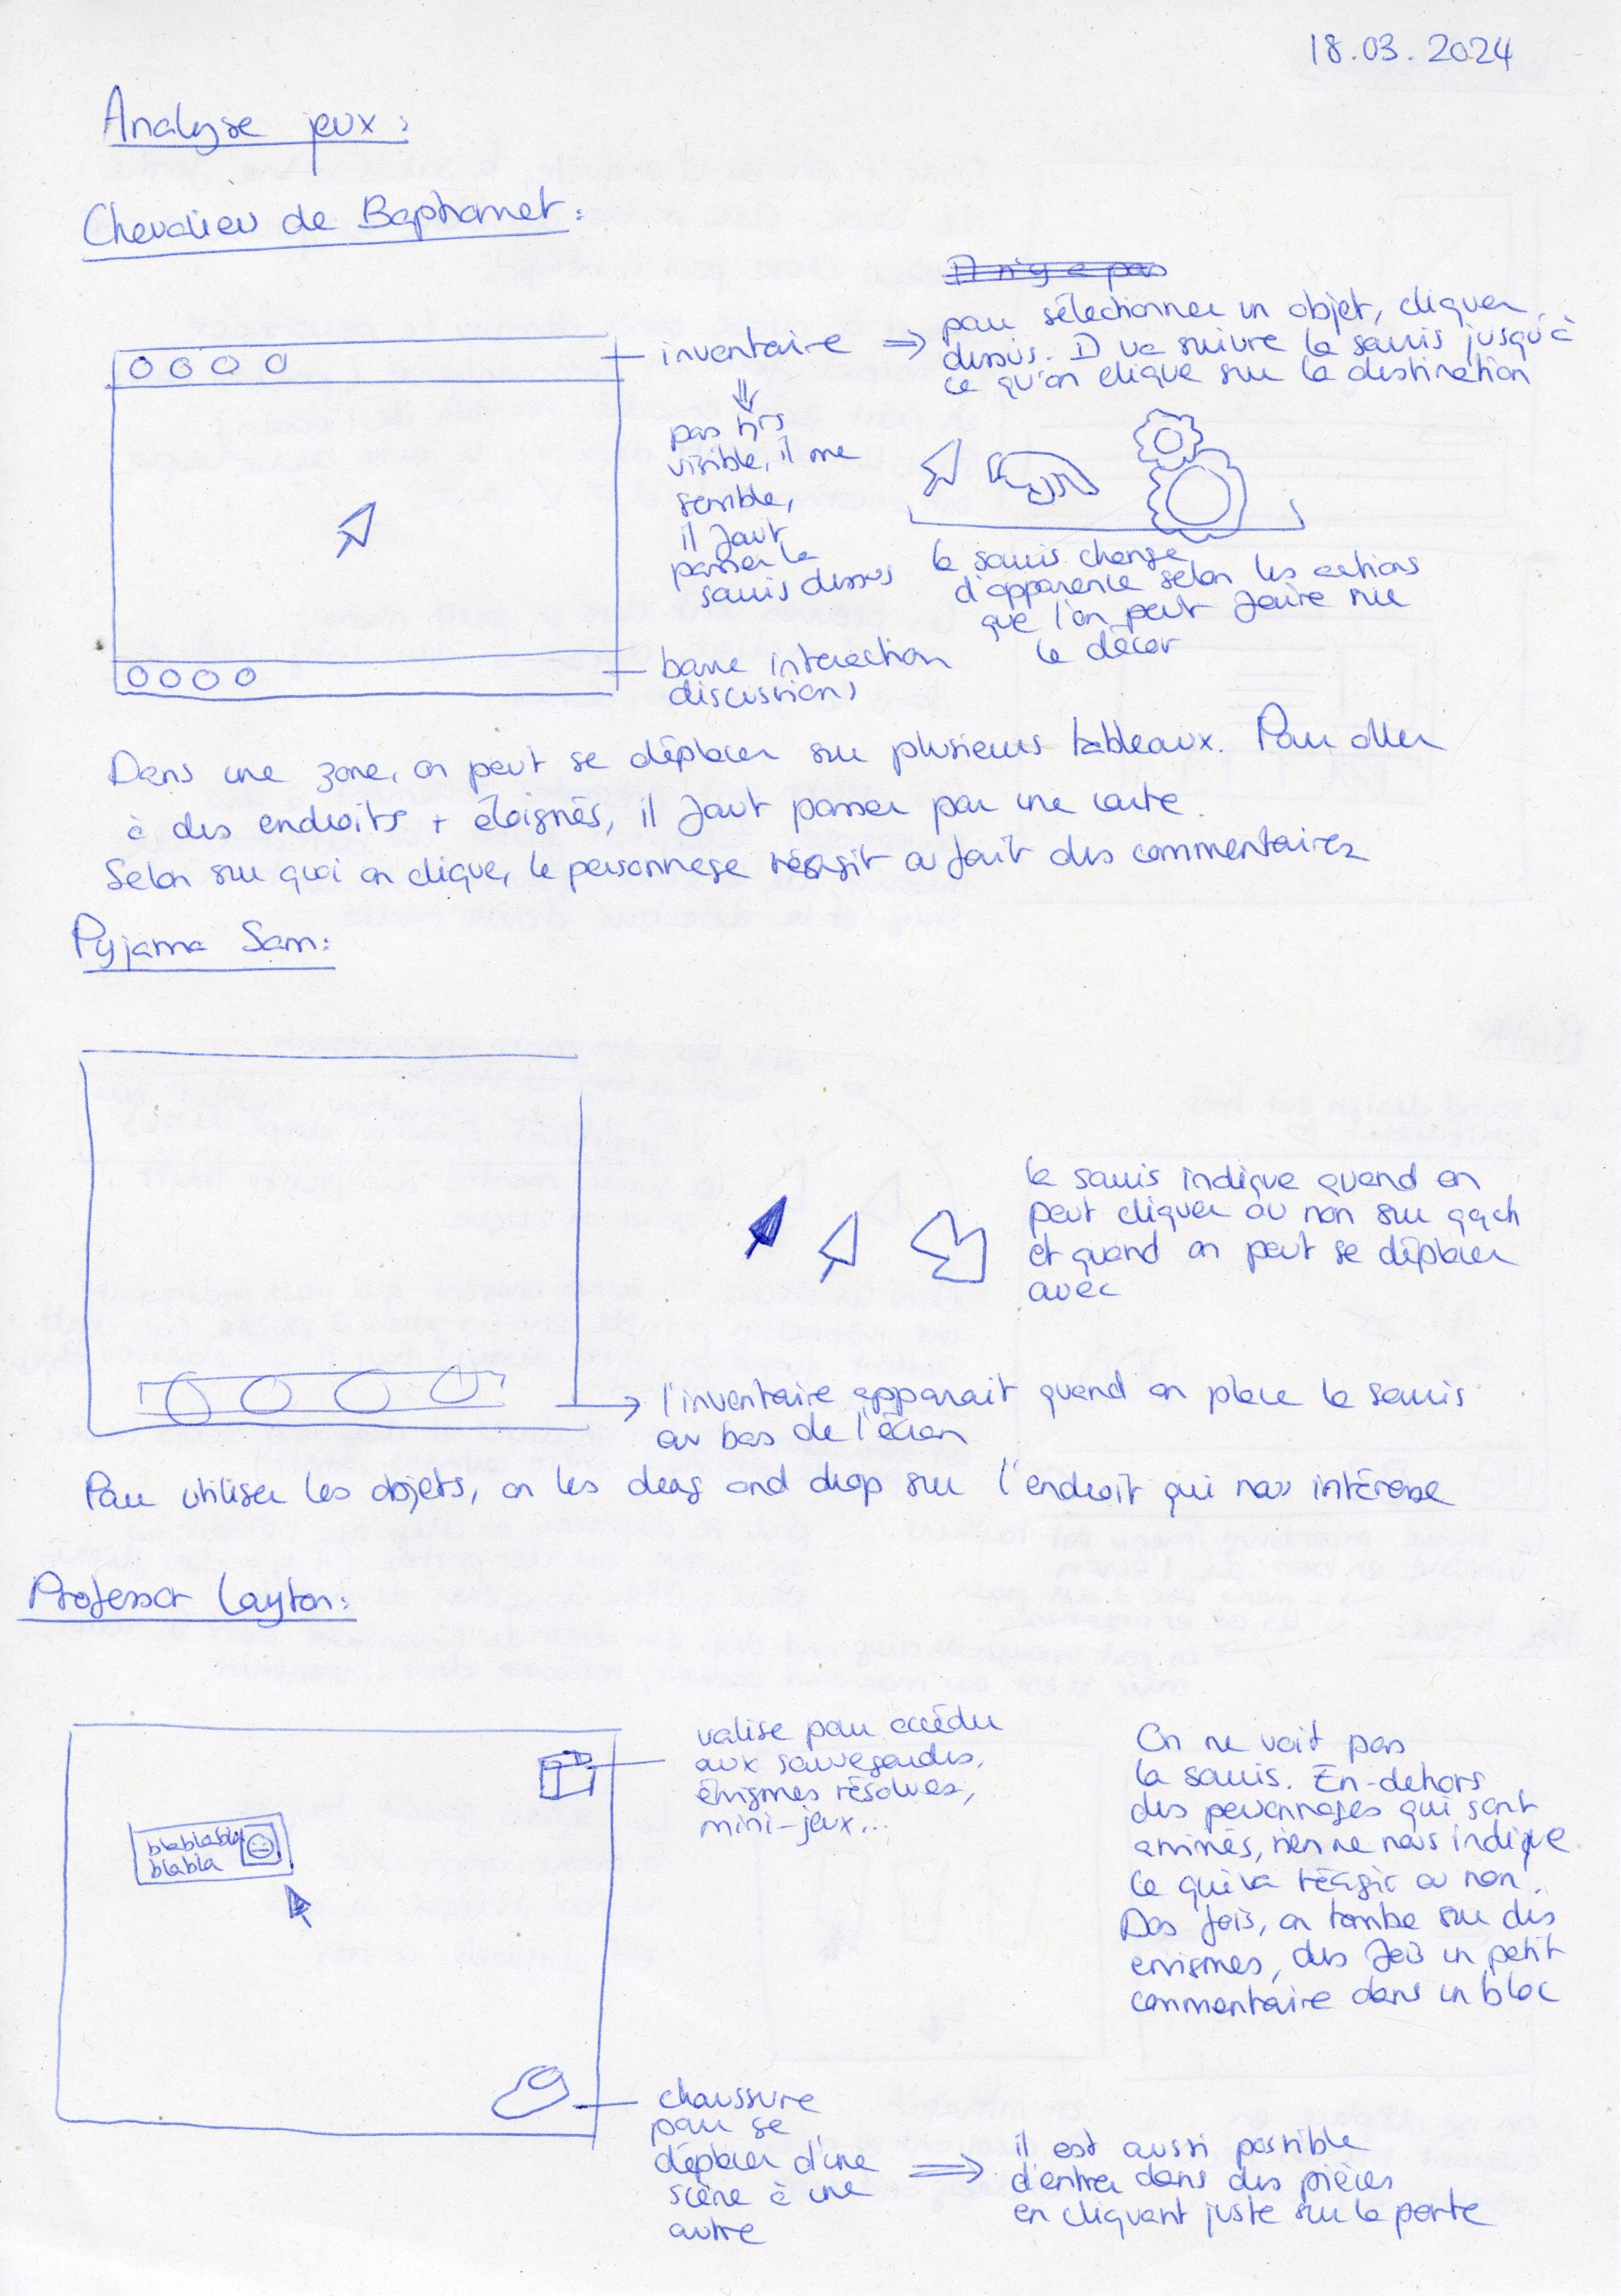 18.03.2024
Analyse jeux :
Chevalier de Baphomet :
Il n'y a pas
pour sélectionner un objet, cliquer
dessus. Il va suivre la souris jusqu'à
ce qu'on clique sur la destination
inventaire ⇒
⇓
pas très
visible, il me
semble,
il faut
passer la
souris dessus
la souris change
d'apparence selon les actions
que l'on peut faire sur
le décor
barre interaction
discussions
Dans une zone, on peut se déplacer sur plusieurs tableaux. Pour aller
à des endroits + éloignés, il faut passer par une carte.
Selon sur quoi on clique, le personnage réagit ou fait des commentaires
Pyjama Sam :
la souris indique quand on
peut cliquer ou non sur qqch
et quand on peut se déplacer
avec
→ l'inventaire apparait quand on place la souris
au bas de l'écran
Pour utiliser les objets, on les drag and drop sur l'endroit qui nous intéresse
Professor Layton :
valise pour accéder
aux sauvegardes,
énigmes résolues,
mini-jeux...
blablabla
blabla
On ne voit pas
la souris. En-dehors
des personnages qui sont
animés, rien ne nous indique
ce qui va réagir ou non.
Des fois, on tombe sur des
enigmes, des fois un petit
commentaire dans un bloc
chaussure
pour se
déplacer d'une
scène à une
autre
⇒ il est aussi possible
d'entrer dans des pièces
en cliquant juste sur la porte